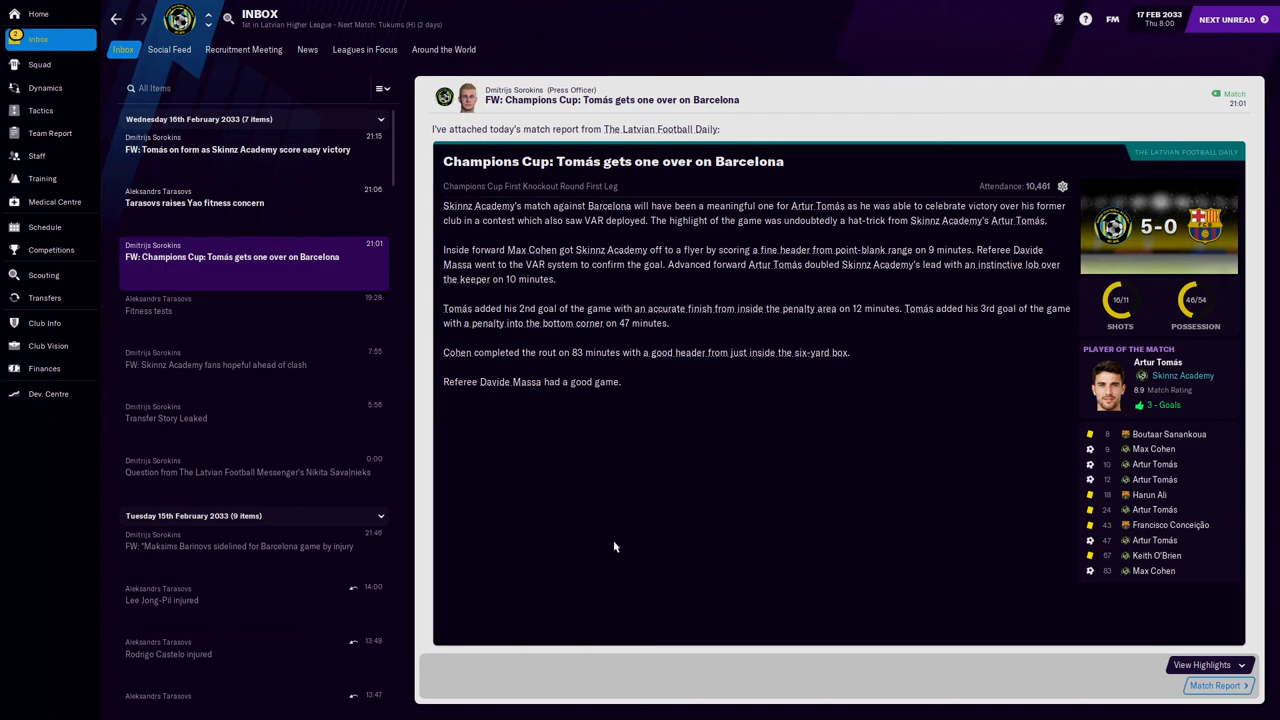 Home
2
Inbox
Squad
Dynamics
Tactics
Team Report
Staff
Training
Medical Centre
Schedule
Competitions
Scouting
Transfers
Club Info
Club Vision
Finances
Dev. Centre
INBOX
1st in Latvian Higher League - Next Match: Tukums (H) (2 days)
?
FM
17 FEB 2033
Thu 8:00
NEXT UNREAD
Inbox Social Feed Recruitment Meeting News Leagues in Focus Around the World
All Items
Wednesday 16th February 2033 (7 items)
Dmitrijs Sorokins 21:15
FW: Tomás on form as Skinnz Academy score easy victory
Aleksandrs Tarasovs 21:06
Tarasovs raises Yao fitness concern
Dmitrijs Sorokins 21:01
FW: Champions Cup: Tomás gets one over on Barcelona
Aleksandrs Tarasovs 19:28
Fitness tests
Dmitrijs Sorokins 7:55
FW: Skinnz Academy fans hopeful ahead of clash
Dmitrijs Sorokins 5:56
Transfer Story Leaked
Dmitrijs Sorokins 0:00
Question from The Latvian Football Messenger's Nikita Savaļnieks
Tuesday 15th February 2033 (9 items)
Dmitrijs Sorokins 21:46
FW: "Maksims Barinovs sidelined for Barcelona game by injury
Aleksandrs Tarasovs 14:00
Lee Jong-Pil injured
Aleksandrs Tarasovs 13:49
Rodrigo Castelo injured
Aleksandrs Tarasovs 13:47
Dmitrijs Sorokins (Press Officer)
FW: Champions Cup: Tomás gets one over on Barcelona
Match
21:01
I've attached today's match report from The Latvian Football Daily:
THE LATVIAN FOOTBALL DAILY
Champions Cup: Tomás gets one over on Barcelona
Champions Cup First Knockout Round First Leg Attendance: 10,461
Skinnz Academy's match against Barcelona will have been a meaningful one for Artur Tomás as he was able to celebrate victory over his former
club in a contest which also saw VAR deployed. The highlight of the game was undoubtedly a hat-trick from Skinnz Academy's Artur Tomás.
Inside forward Max Cohen got Skinnz Academy off to a flyer by scoring a fine header from point-blank range on 9 minutes. Referee Davide
Massa went to the VAR system to confirm the goal. Advanced forward Artur Tomás doubled Skinnz Academy's lead with an instinctive lob over
the keeper on 10 minutes.
Tomás added his 2nd goal of the game with an accurate finish from inside the penalty area on 12 minutes. Tomás added his 3rd goal of the game
with a penalty into the bottom corner on 47 minutes.
Cohen completed the rout on 83 minutes with a good header from just inside the six-yard box.
Referee Davide Massa had a good game.
5-0
16/11 46/54
SHOTS POSSESSION
PLAYER OF THE MATCH
Artur Tomás
Skinnz Academy
8.9 Match Rating
3 - Goals
8 Boutaar Sanankoua
9 Max Cohen
10 Artur Tomás
12 Artur Tomás
18 Harun Ali
24 Artur Tomás
43 Francisco Conceição
47 Artur Tomás
67 Keith O'Brien
83 Max Cohen
View Highlights
Match Report